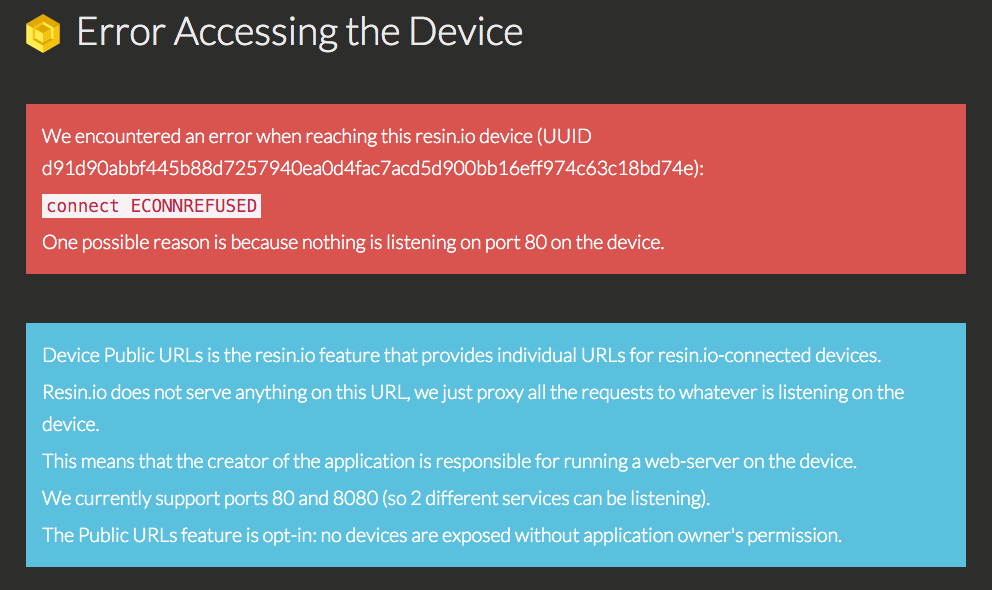 Error Accessing the Device
We encountered an error when reaching this resin.io device (UUID
d91d90abbf445b88d7257940ea0d4fac7acd5d900bb16eff974c63c18bd74e):
connect ECONNREFUSED
One possible reason is because nothing is listening on port 80 on the device.
Device Public URLs is the resin.io feature that provides individual URLs for resin.io-connected devices.
Resin.io does not serve anything on this URL, we just proxy all the requests to whatever is listening on the
device.
This means that the creator of the application is responsible for running a web-server on the device.
We currently support ports 80 and 8080 (so 2 different services can be listening).
The Public URLs feature is opt-in: no devices are exposed without application owner's permission.